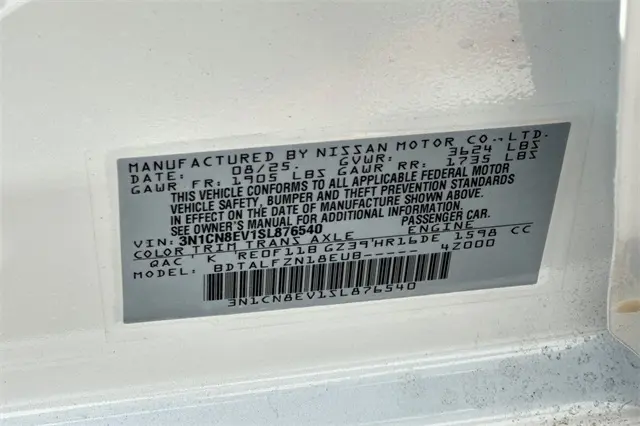 MANUFACTURED BY NISSAN MOTOR CO.,LTD.
DATE: 08/25. GVWR: 3624 LBS
GAWR FR: 1905 LBS GAWR RR: 1735 LBS
THIS VEHICLE CONFORMS TO ALL APPLICABLE FEDERAL MOTOR
VEHICLE SAFETY, BUMPER AND THEFT PREVENTION STANDARDS
IN EFFECT ON THE DATE OF MANUFACTURE SHOWN ABOVE.
SEE OWNER'S MANUAL FOR ADDITIONAL INFORMATION.
VIN: 3N1CN8EV1SL876540 PASSENGER CAR.
COLOR TRIM TRANS AXLE ENGINE
QAC K RE0F11B GZ39 HR16DE 1598 CC
BDTALFZN18EUB----- 4Z000
3N1CN8EV1SL876540